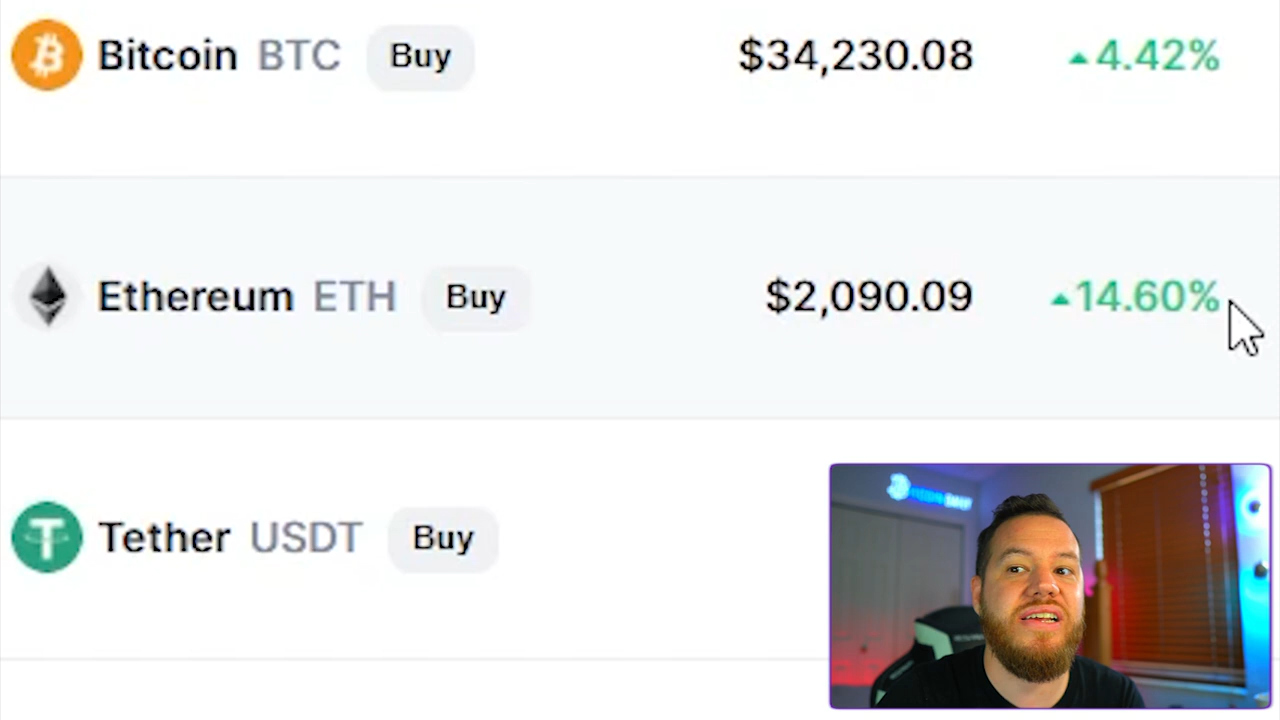 Bitcoin BTC Buy $34,230.08 4.42%
Ethereum ETH Buy $2,090.09 14.60%
Tether USDT Buy